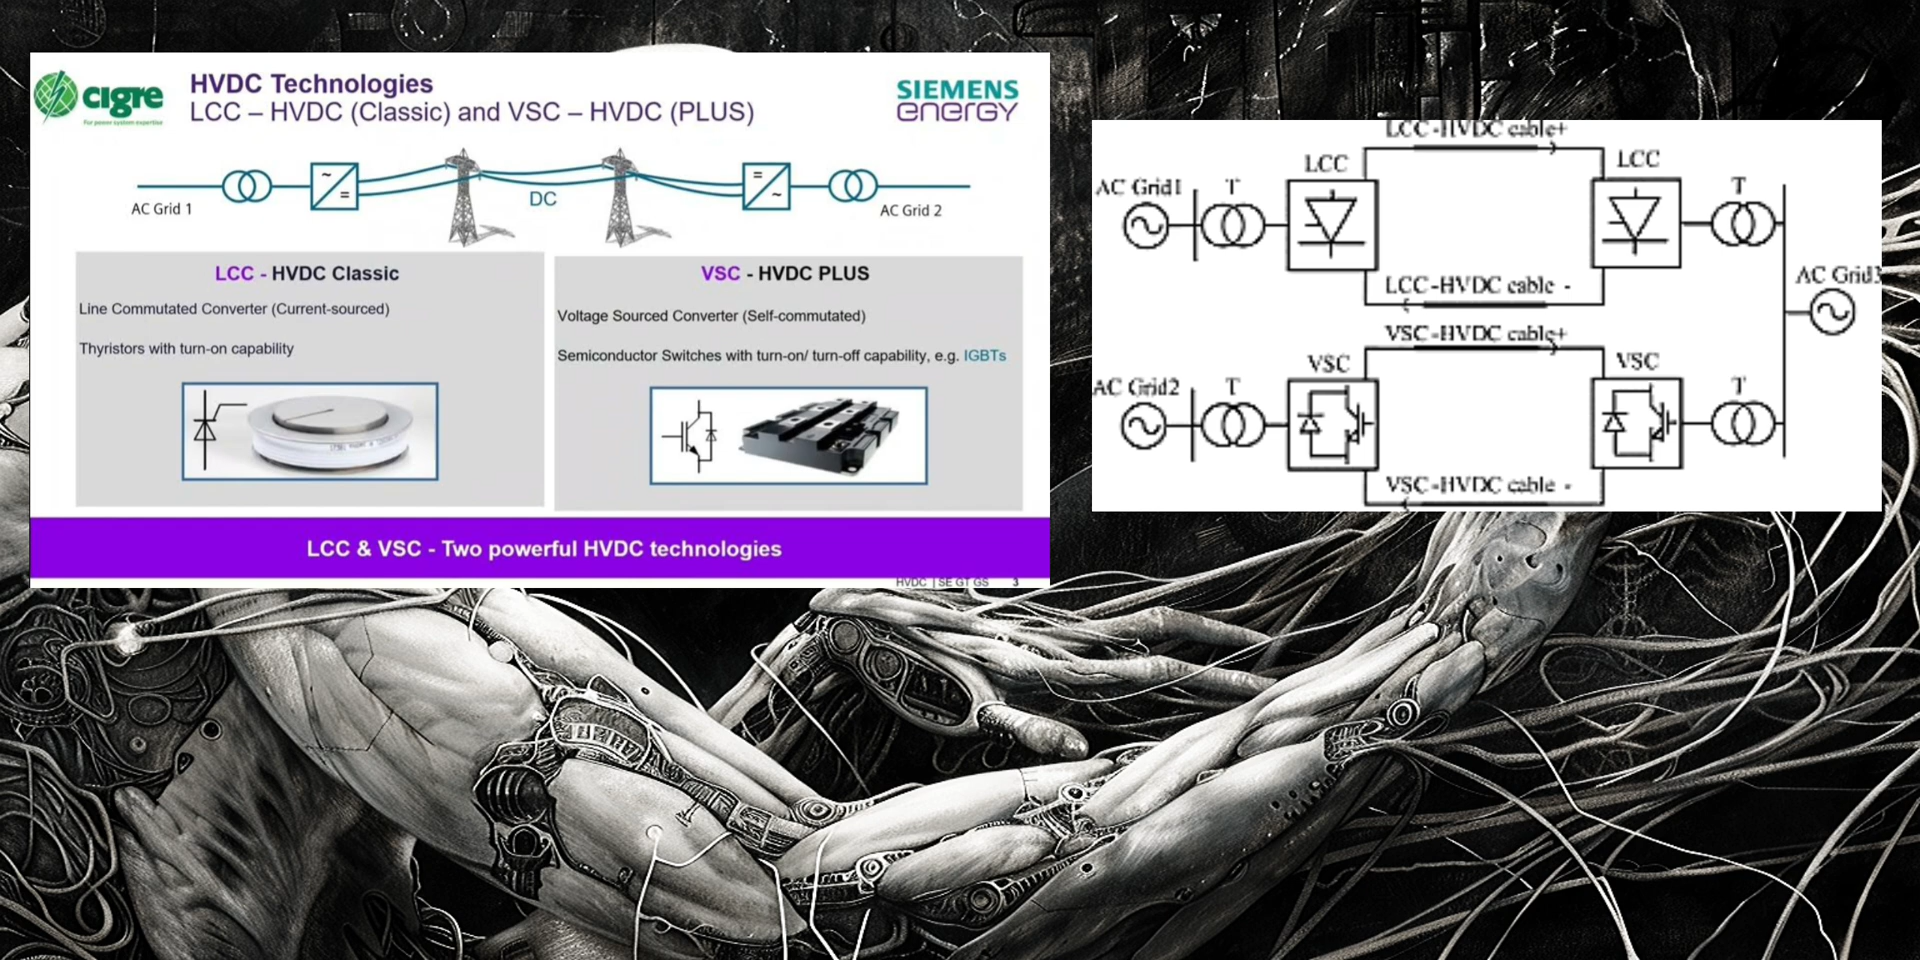 cigre
For power system expertise
HVDC Technologies
LCC – HVDC (Classic) and VSC – HVDC (PLUS)
SIEMENS
energy
~
=
=
~
DC
AC Grid 1
AC Grid 2
LCC - HVDC Classic
Line Commutated Converter (Current-sourced)
Thyristors with turn-on capability
VSC - HVDC PLUS
Voltage Sourced Converter (Self-commutated)
Semiconductor Switches with turn-on/ turn-off capability, e.g. IGBTs
LCC & VSC - Two powerful HVDC technologies
HVDC | SE GT GS 3
LCC-HVDC cable+
LCC
LCC
AC Grid1
T
T
LCC-HVDC cable -
AC Grid3
VSC-HVDC cable+
VSC
VSC
AC Grid2
T
T
VSC-HVDC cable -